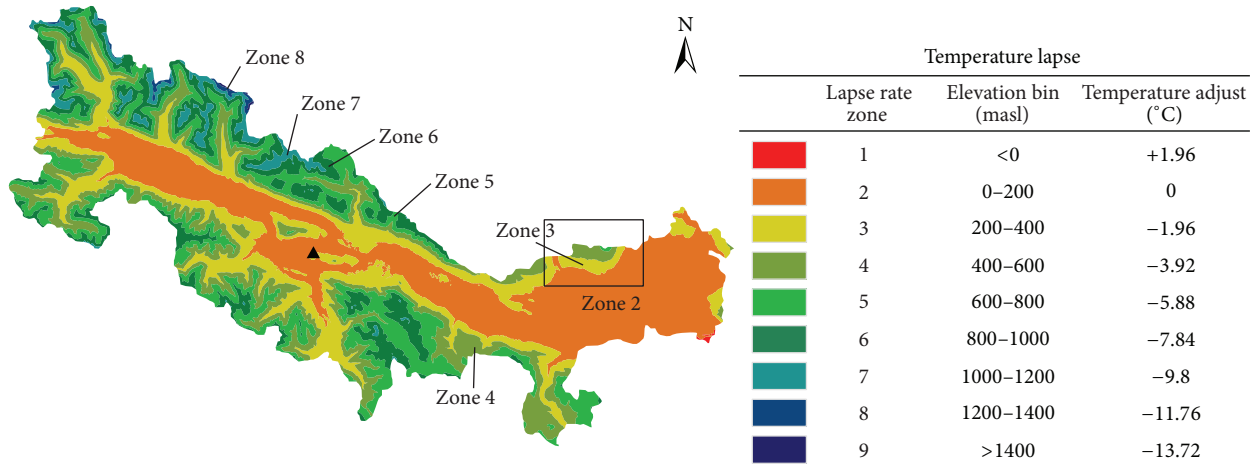 Zone 8
Zone 7
Zone 6
Zone 5
Zone 3
Zone 2
Zone 4
N
Temperature lapse
Lapse rate zone Elevation bin (masl) Temperature adjust (˚C)
1 <0 +1.96
2 0–200 0
3 200–400 −1.96
4 400–600 −3.92
5 600–800 −5.88
6 800–1000 −7.84
7 1000–1200 −9.8
8 1200–1400 −11.76
9 >1400 −13.72